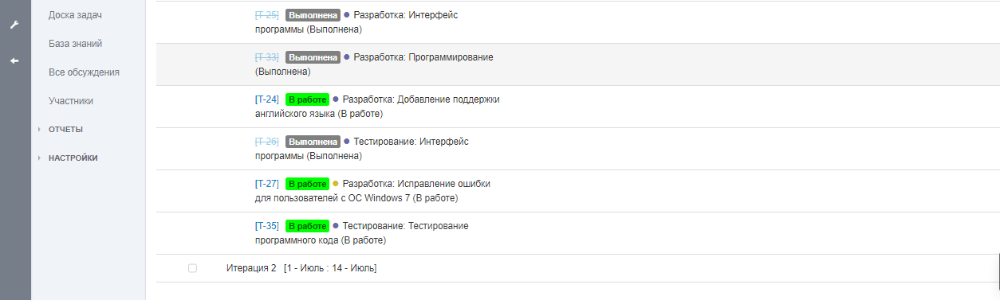 Доска задач
База знаний
Все обсуждения
Участники
ОТЧЕТЫ
НАСТРОЙКИ
[T-25] Выполнена Разработка: Интерфейс
программы (Выполнена)
[T-33] Выполнена Разработка: Программирование
(Выполнена)
[T-24] В работе Разработка: Добавление поддержки
английского языка (В работе)
[T-26] Выполнена Тестирование: Интерфейс
программы (Выполнена)
[T-27] В работе Разработка: Исправление ошибки
для пользователей с ОС Windows 7 (В работе)
[T-35] В работе Тестирование: Тестирование
программного кода (В работе)
Итерация 2 [1 - Июль : 14 - Июль]